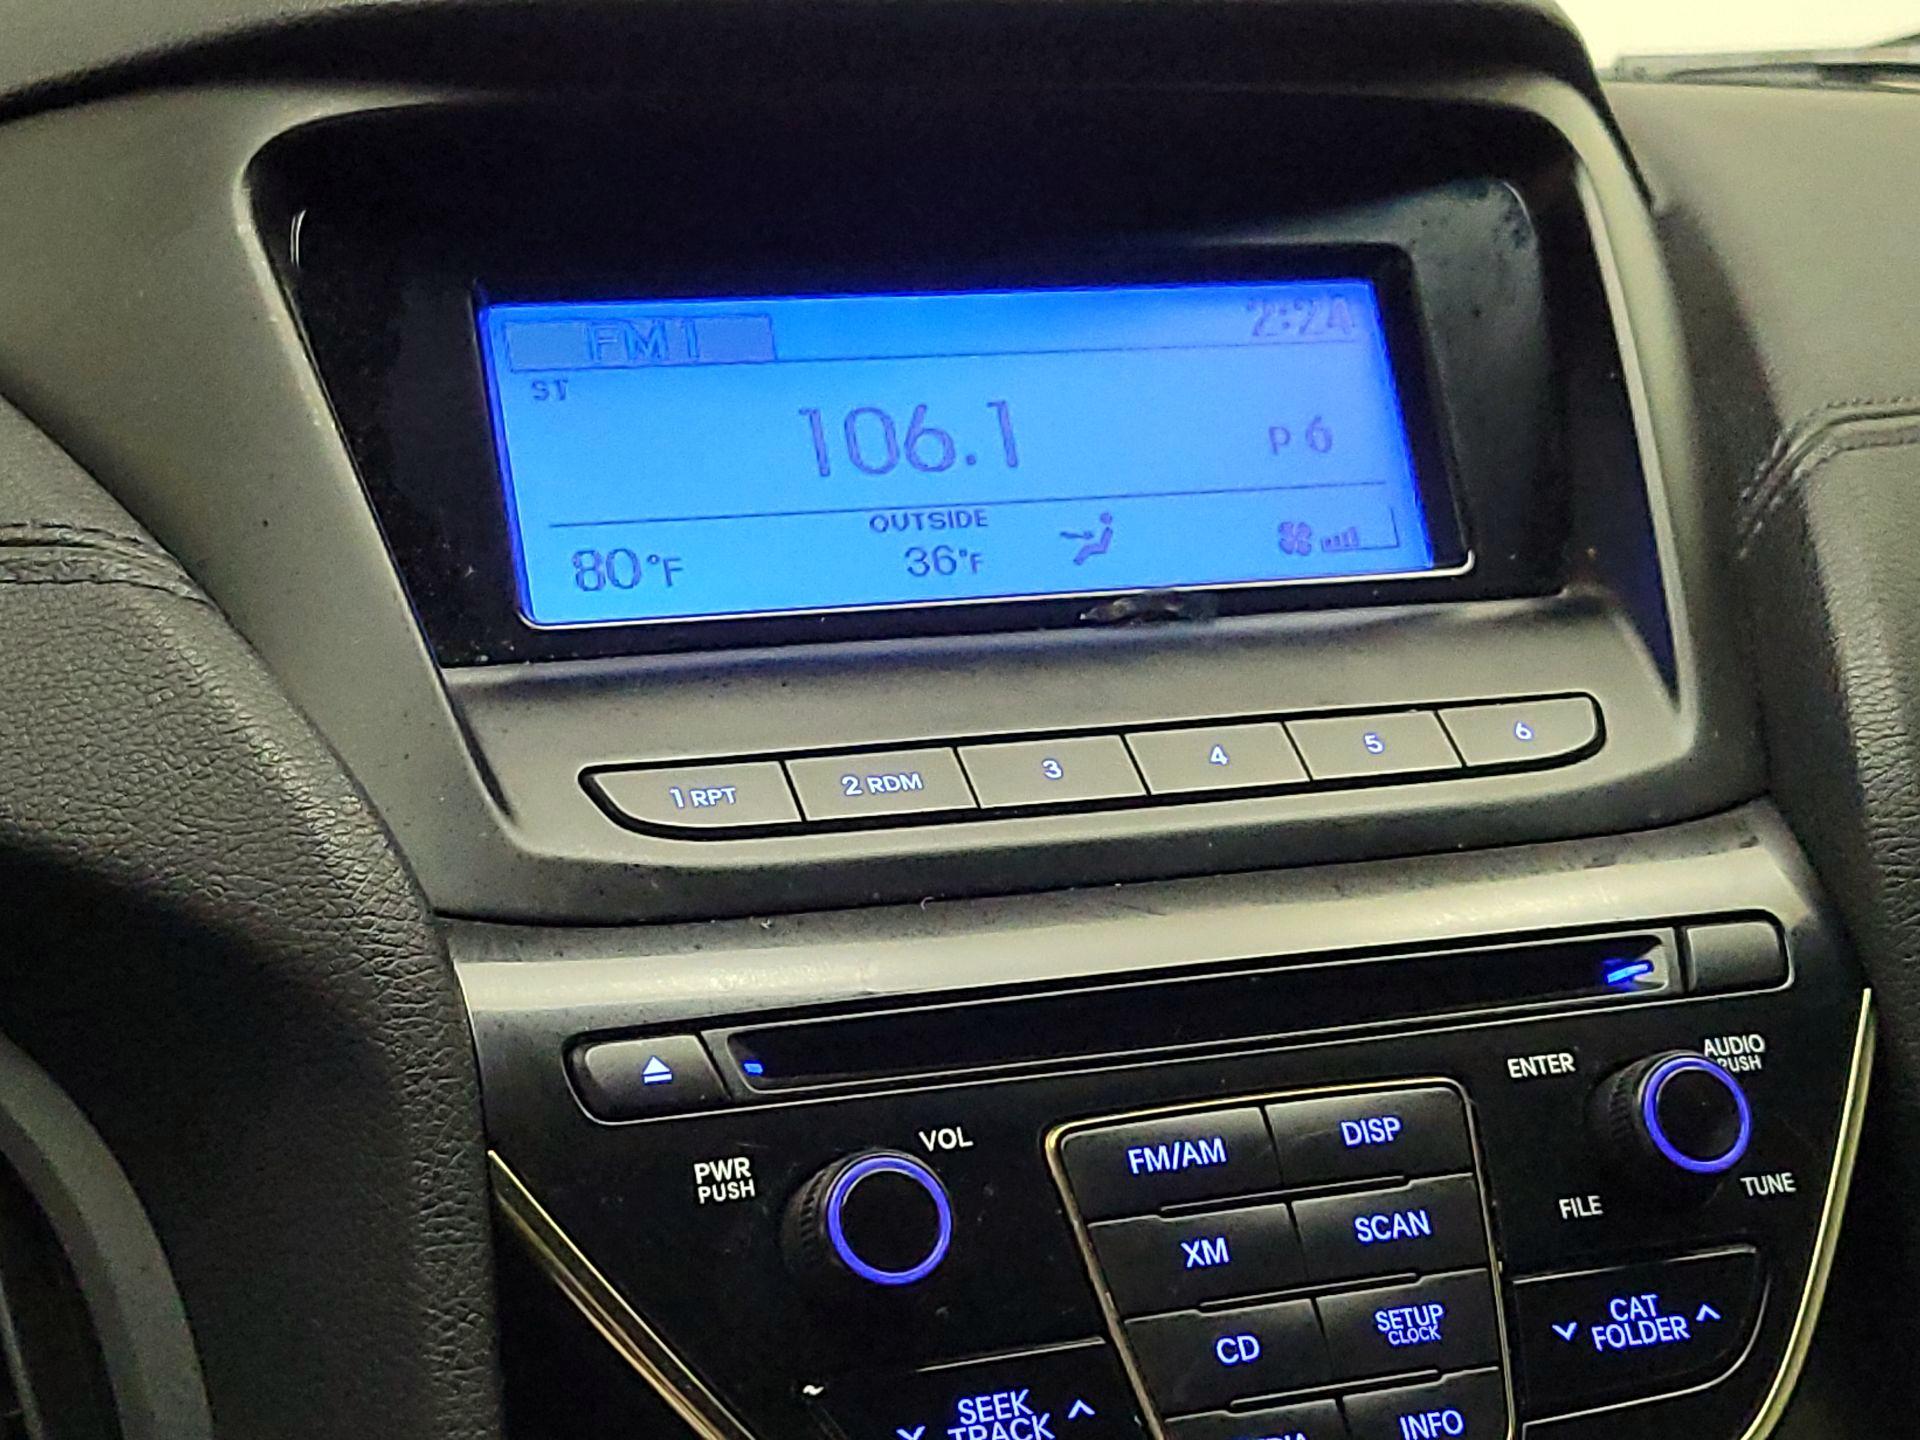 FM1 2:24
ST
106.1 P 6
OUTSIDE
80°F 36°F
1 RPT 2 RDM 3 4 5 6
AUDIO
PUSH
ENTER
VOL
PWR
PUSH
FM/AM DISP
TUNE
FILE
XM SCAN
CAT
FOLDER
SETUP
CLOCK
CD
SEEK
TRACK
INFO